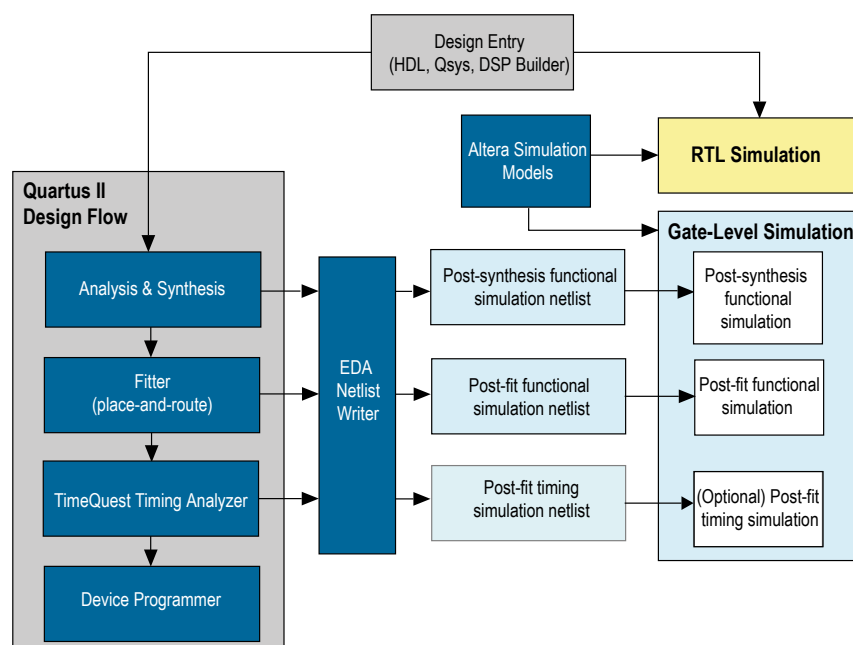 Design Entry
(HDL, Qsys, DSP Builder)
Altera Simulation
Models
RTL Simulation
Quartus II
Design Flow
Gate-Level Simulation
Analysis & Synthesis
EDA
Netlist
Writer
Post-synthesis functional
simulation netlist
Post-synthesis
functional
simulation
Fitter
(place-and-route)
Post-fit functional
simulation netlist
Post-fit functional
simulation
TimeQuest Timing Analyzer
Post-fit timing
simulation netlist
(Optional) Post-fit
timing simulation
Device Programmer